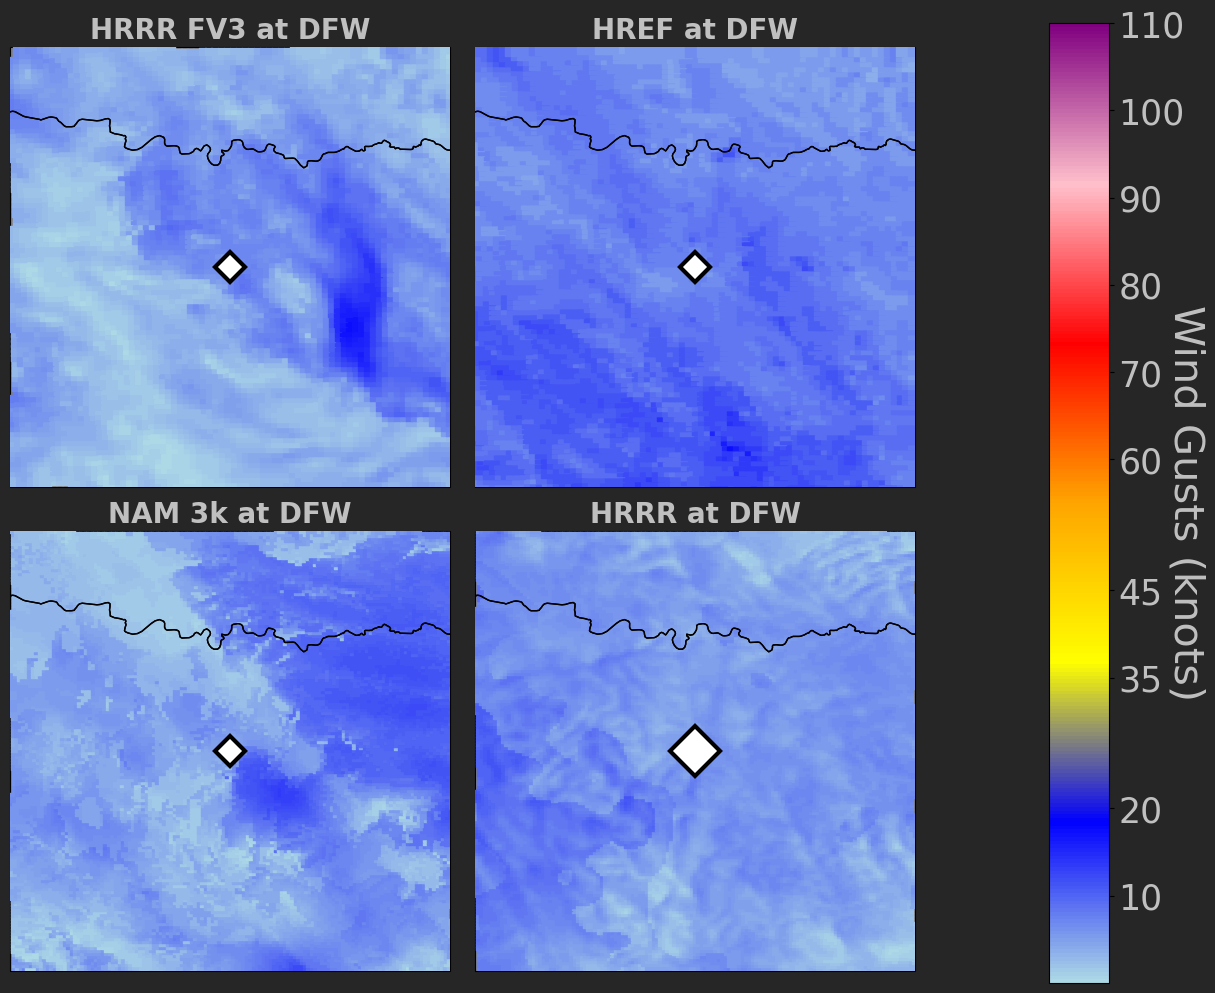 HRRR FV3 at DFW
HREF at DFW
NAM 3k at DFW
HRRR at DFW
110
100
90
80
70
60
45
35
20
10
Wind Gusts (knots)